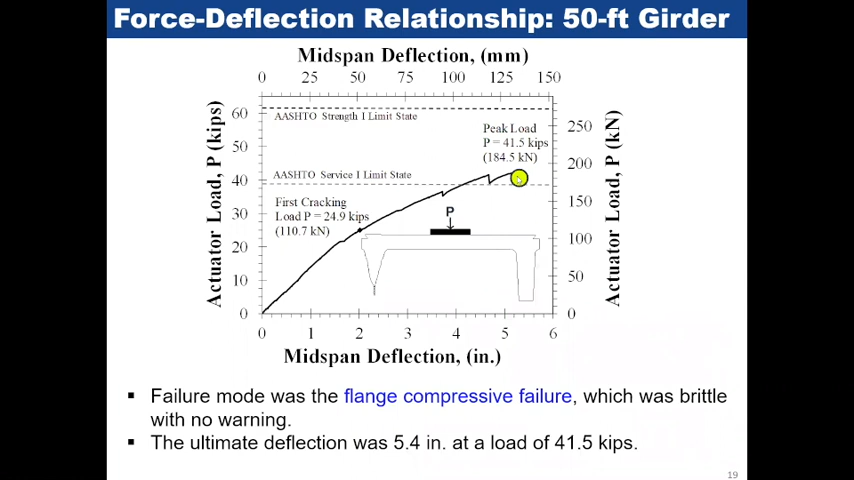 Force-Deflection Relationship: 50-ft Girder
Midspan Deflection, (mm)
0 25 50 75 100 125 150
Actuator Load, P (kips)
60
50
40
30
20
10
0
AASHTO Strength I Limit State
Peak Load
P = 41.5 kips
(184.5 kN)
AASHTO Service I Limit State
First Cracking
Load P = 24.9 kips
(110.7 kN)
P
250
200
150
100
50
0
Actuator Load, P (kN)
0 1 2 3 4 5 6
Midspan Deflection, (in.)
▪ Failure mode was the flange compressive failure, which was brittle
with no warning.
▪ The ultimate deflection was 5.4 in. at a load of 41.5 kips.
19